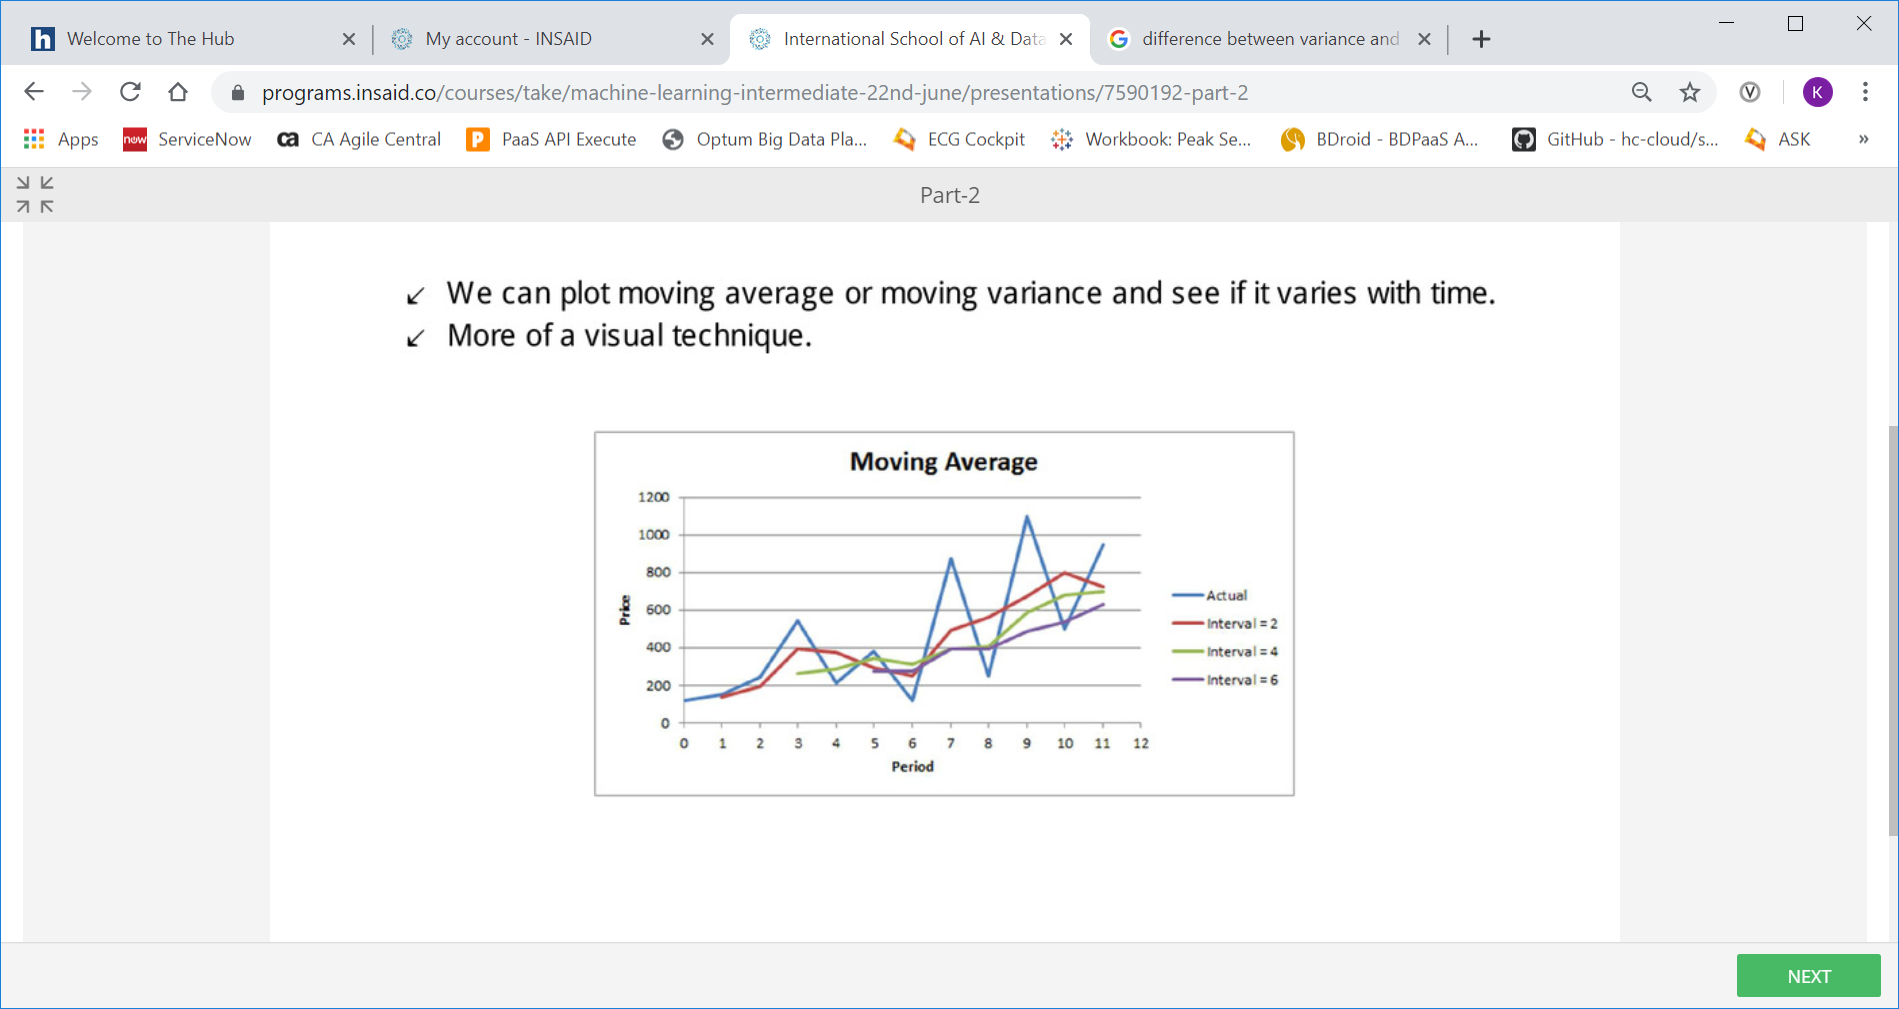 Welcome to The Hub
My account - INSAID
International School of AI & Data
difference between variance and
programs.insaid.co/courses/take/machine-learning-intermediate-22nd-june/presentations/7590192-part-2
K
Apps
now ServiceNow
ca CA Agile Central
P PaaS API Execute
Optum Big Data Pla...
ECG Cockpit
Workbook: Peak Se...
BDroid - BDPaaS A...
GitHub - hc-cloud/s...
ASK
»
Part-2
We can plot moving average or moving variance and see if it varies with time.
More of a visual technique.
Moving Average
1200
1000
800
600
400
200
0
Price
0 1 2 3 4 5 6 7 8 9 10 11 12
Period
Actual
Interval = 2
Interval = 4
Interval = 6
NEXT